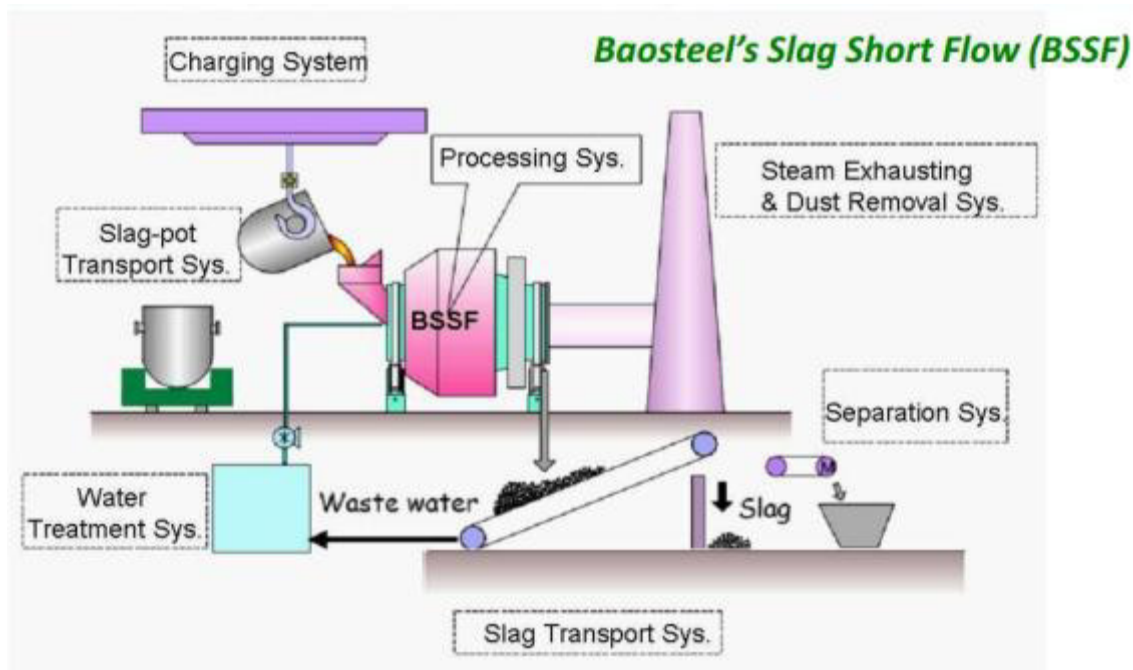 Baosteel's Slag Short Flow (BSSF)
Charging System
Processing Sys.
Steam Exhausting
& Dust Removal Sys.
Slag-pot
Transport Sys.
BSSF
Separation Sys.
M
Water
Treatment Sys.
Waste water
Slag
Slag Transport Sys.